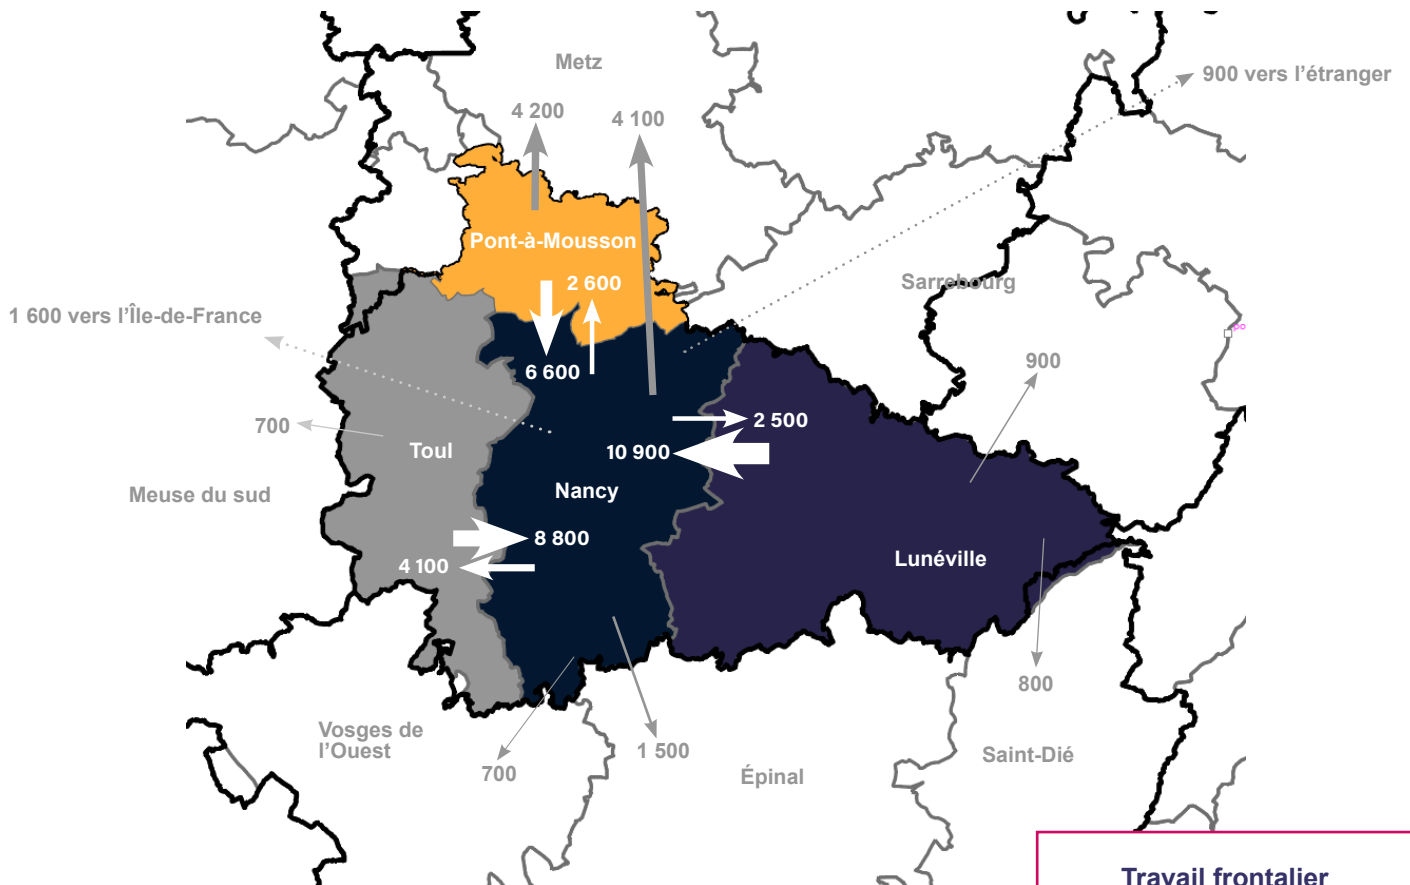 Metz
900 vers l’étranger
4 200
4 100
Pont-à-Mousson
2 600
Sarrebourg
1 600 vers l’Île-de-France
po
6 600
900
700
2 500
Toul
10 900
Nancy
Meuse du sud
8 800
4 100
Lunéville
800
Vosges de
l’Ouest
700
1 500
Épinal
Saint-Dié
Travail frontalier